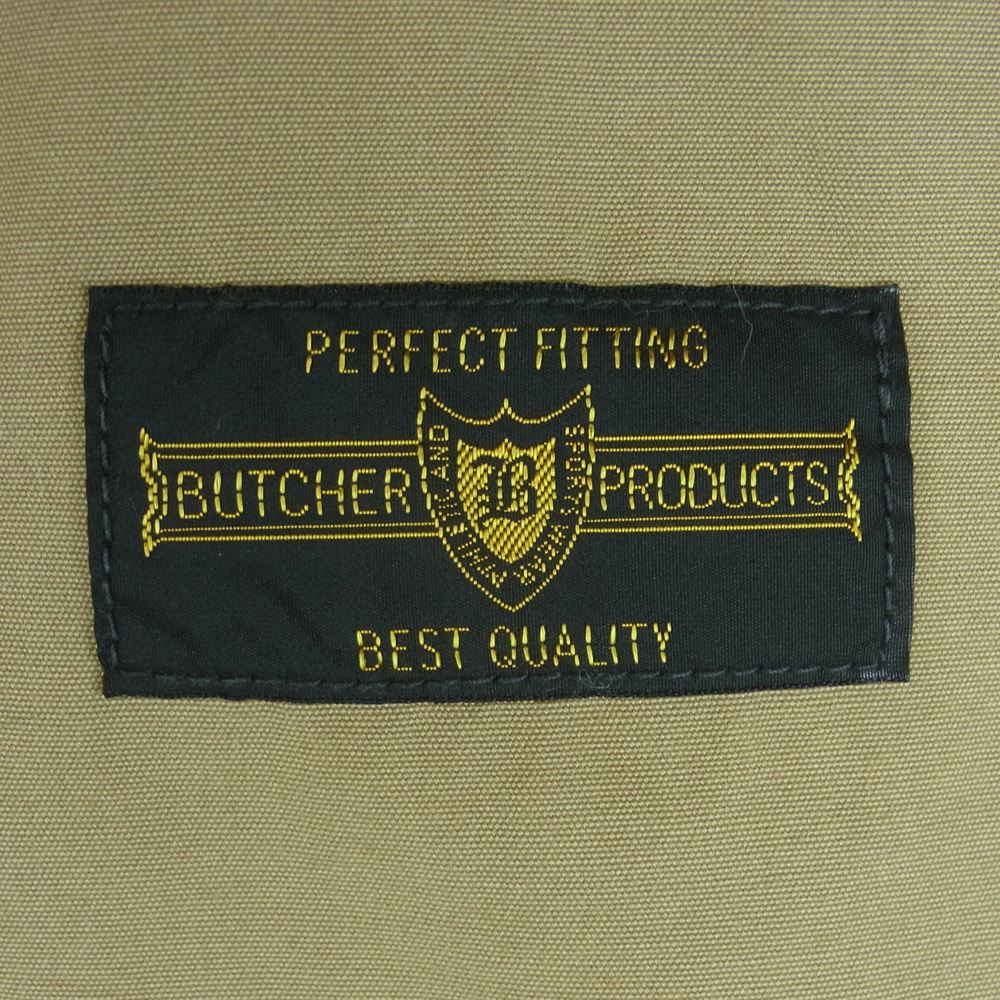 PERFECT FITTING
BUTCHER B PRODUCTS
BEST QUALITY